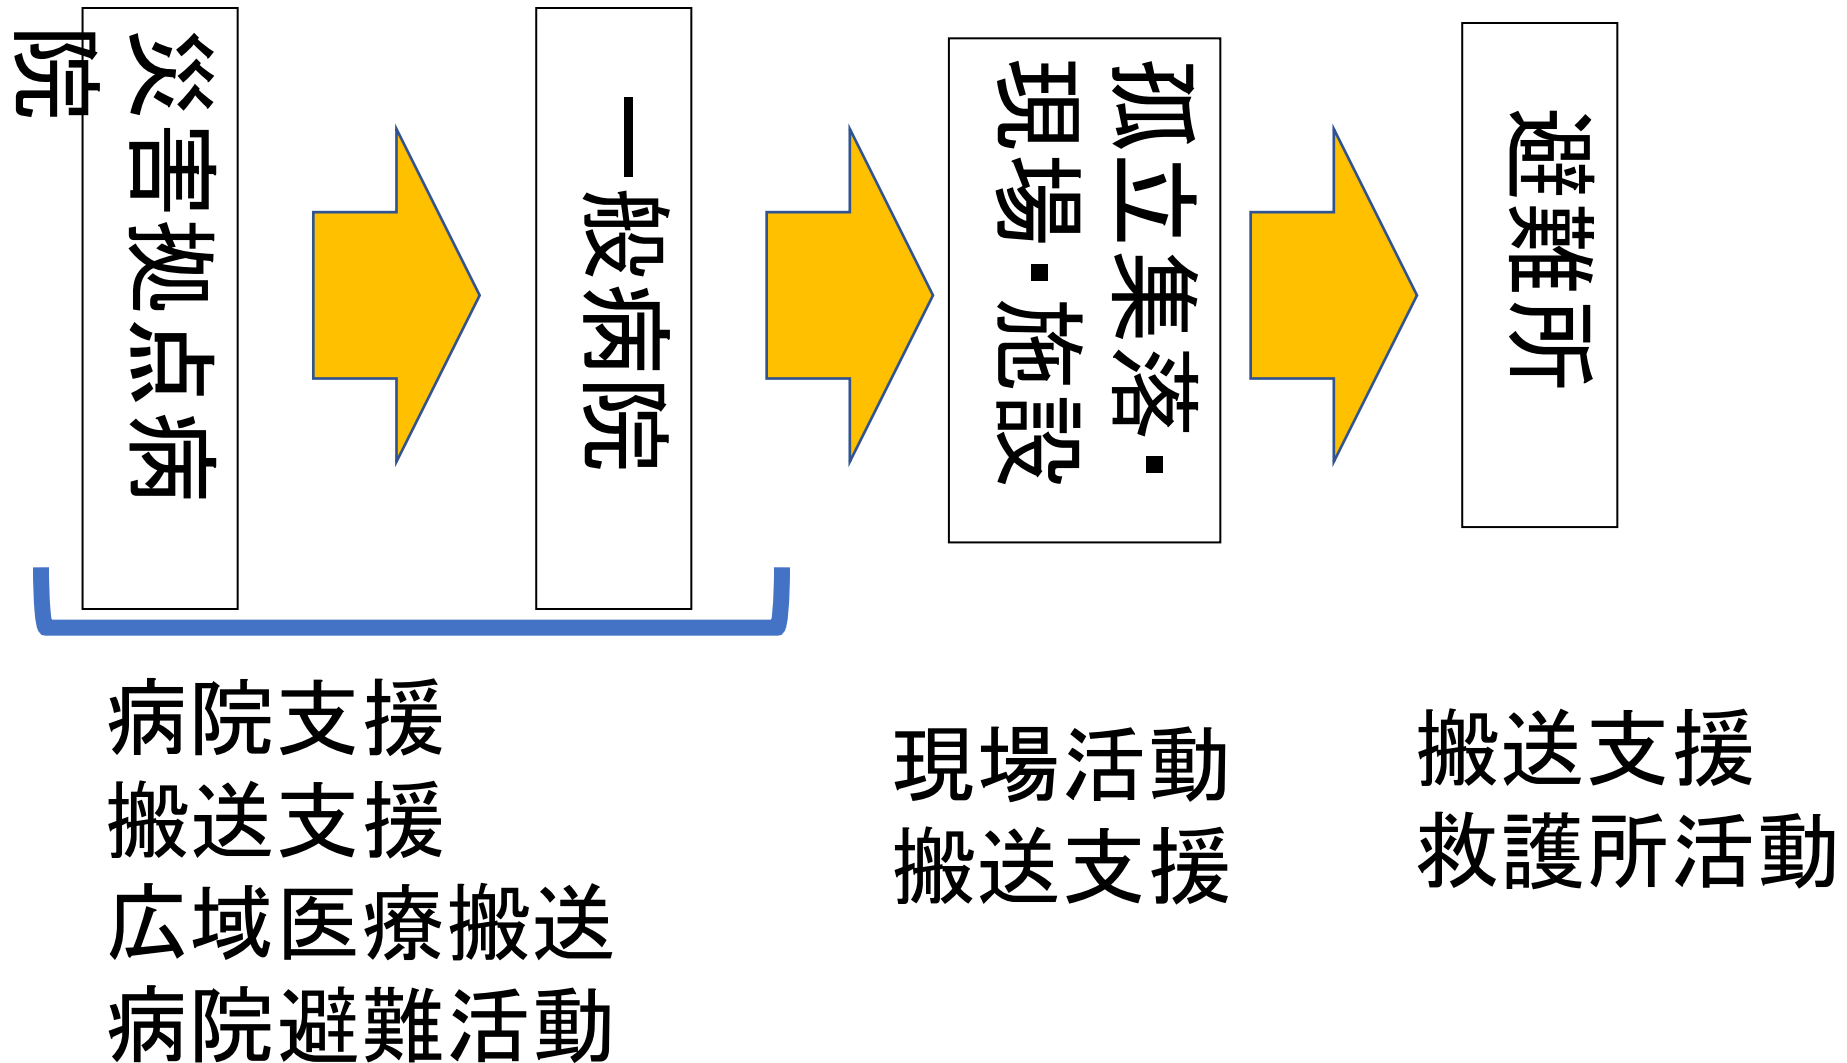 災害拠点病
院
一般病院
孤立集落・
現場・施設
避難所
病院支援
搬送支援
広域医療搬送
病院避難活動
現場活動
搬送支援
搬送支援
救護所活動